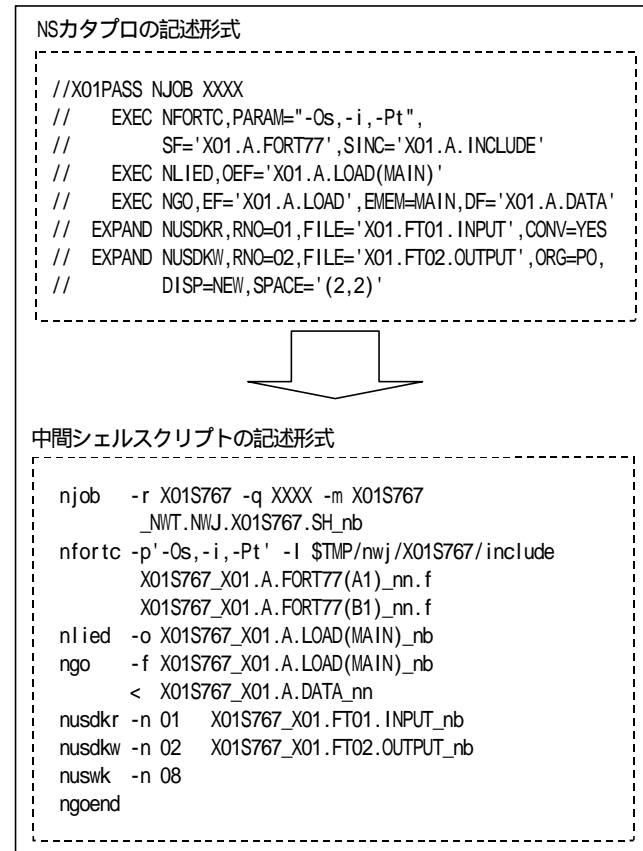 NSカタプロの記述形式
//X01PASS NJOB XXXX
//    EXEC NFORTC,PARAM="-Os,-i,-Pt",
//         SF='X01.A.FORT77',SINC='X01.A.INCLUDE'
//    EXEC NLIED,OEF='X01.A.LOAD(MAIN)'
//    EXEC NGO,EF='X01.A.LOAD',EMEM=MAIN,DF='X01.A.DATA'
//  EXPAND NUSDKR,RNO=01,FILE='X01.FT01.INPUT',CONV=YES
//  EXPAND NUSDKW,RNO=02,FILE='X01.FT02.OUTPUT',ORG=PO,
//         DISP=NEW,SPACE='(2,2)'
中間シェルスクリプトの記述形式
njob   -r X01S767 -q XXXX -m X01S767
       _NWT.NWJ.X01S767.SH_nb
nfortc -p'-Os,-i,-Pt' -I $TMP/nwj/X01S767/include
       X01S767_X01.A.FORT77(A1)_nn.f
       X01S767_X01.A.FORT77(B1)_nn.f
nlied  -o X01S767_X01.A.LOAD(MAIN)_nb
ngo    -f X01S767_X01.A.LOAD(MAIN)_nb
       < X01S767_X01.A.DATA_nn
nusdkr -n 01   X01S767_X01.FT01.INPUT_nb
nusdkw -n 02   X01S767_X01.FT02.OUTPUT_nb
nuswk  -n 08
ngoend